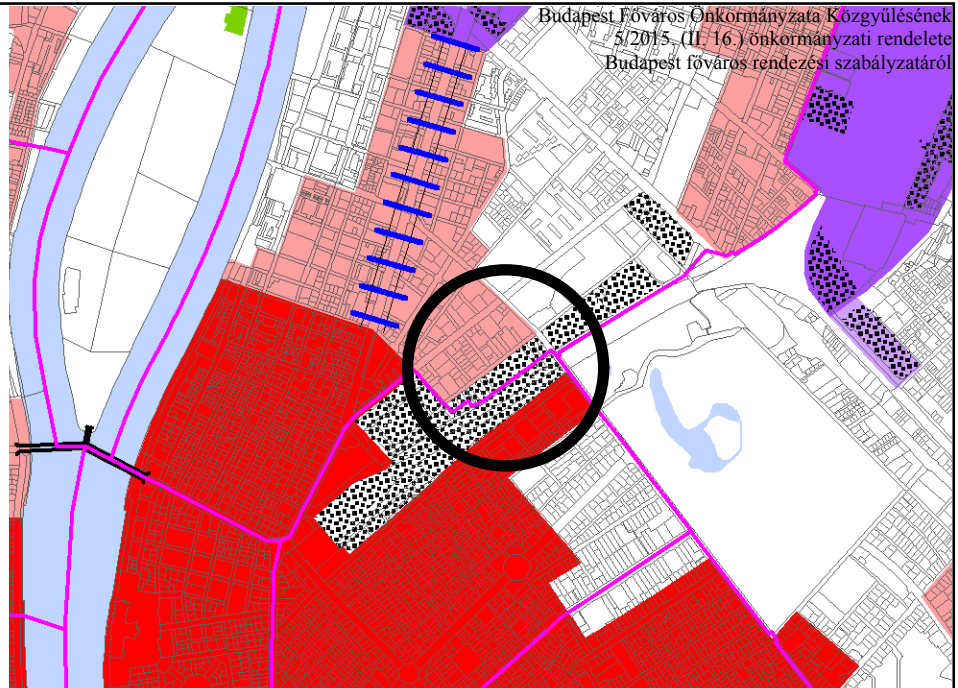 Budapest Főváros Önkormányzata Közgyűlésének
5/2015. (II. 16.) önkormányzati rendelete
Budapest főváros rendezési szabályzatáról